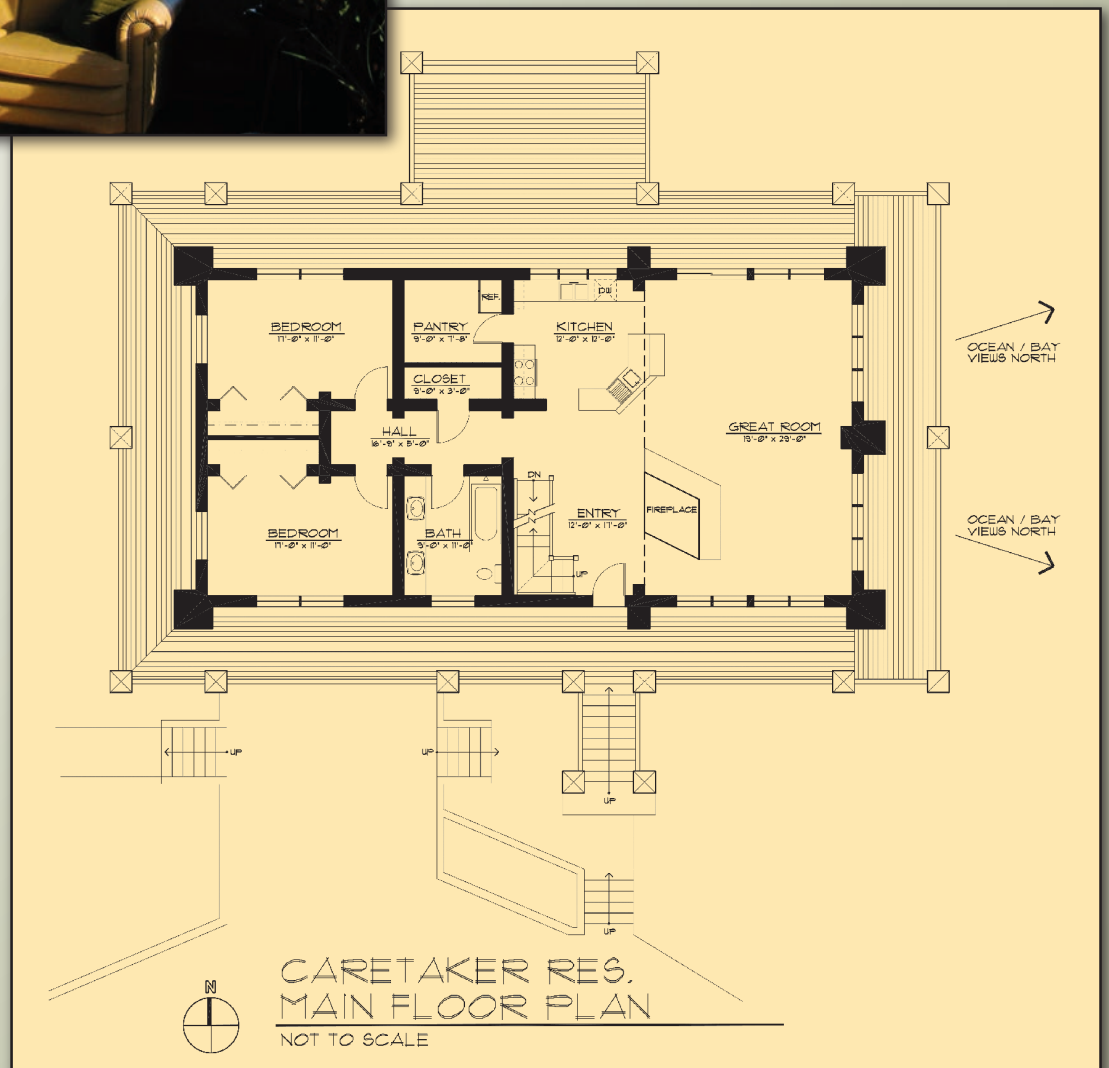 REF.
DW
BEDROOM
17'-0" x 11'-0"
PANTRY
9'-0" x 7'-8"
KITCHEN
12'-0" x 12'-0"
CLOSET
9'-0" x 3'-0"
HALL
16'-9" x 5'-0"
GREAT ROOM
19'-0" x 29'-0"
OCEAN / BAY
VIEWS NORTH
DN
BEDROOM
17'-0" x 11'-0"
BATH
9'-0" x 11'-0"
ENTRY
12'-0" x 17'-0"
FIREPLACE
UP
OCEAN / BAY
VIEWS NORTH
UP
UP
UP
UP
N
CARETAKER RES.
MAIN FLOOR PLAN
NOT TO SCALE